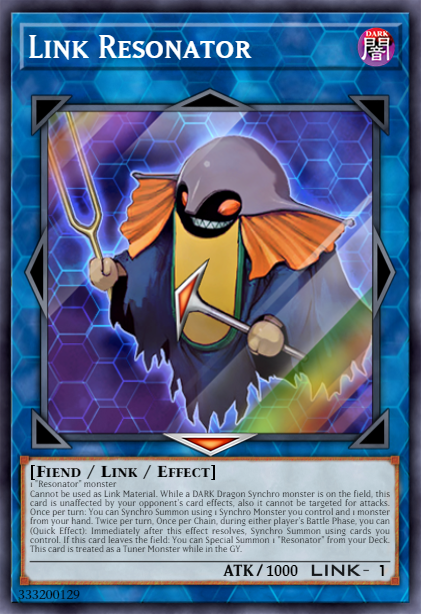 LINK RESONATOR
DARK
闇
[FIEND / LINK / EFFECT]
1 "Resonator" monster
Cannot be used as Link Material. While a DARK Dragon Synchro monster is on the field, this
card is unaffected by your opponent's card effects, also it cannot be targeted for attacks.
Once per turn: You can Synchro Summon using 1 Synchro Monster you control and 1 monster
from your hand. Twice per turn, Once per Chain, during either player's Battle Phase, you can
(Quick Effect): Immediately after this effect resolves, Synchro Summon using cards you
control. If this card leaves the field: You can Special Summon 1 "Resonator" from your Deck.
This card is treated as a Tuner Monster while in the GY.
ATK / 1000 LINK- 1
333200129